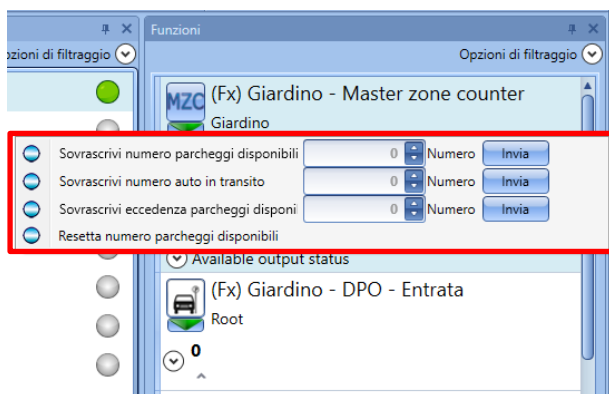 Funzioni
zioni di filtraggio
Opzioni di filtraggio
MZC
(Fx) Giardino - Master zone counter
Giardino
Sovrascrivi numero parcheggi disponibili 0 Numero Invia
Sovrascrivi numero auto in transito 0 Numero Invia
Sovrascrivi eccedenza parcheggi disponi 0 Numero Invia
Resetta numero parcheggi disponibili
Available output status
(Fx) Giardino - DPO - Entrata
Root
0